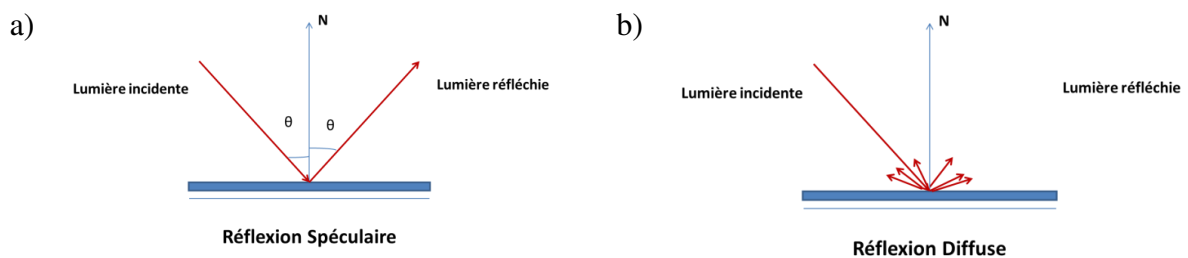 a)
N
Lumière incidente
Lumière réfléchie
θ
θ
Réflexion Spéculaire
b)
N
Lumière incidente
Lumière réfléchie
Réflexion Diffuse